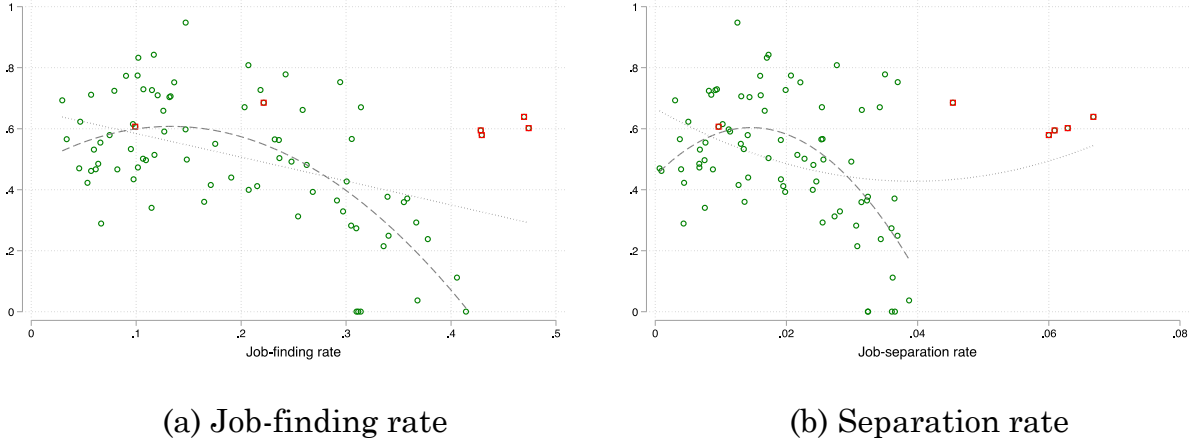 1
.8
.6
.4
.2
0
0 .1 .2 .3 .4 .5
Job-finding rate
1
.8
.6
.4
.2
0
0 .02 .04 .06 .08
Job-separation rate
(a) Job-finding rate
(b) Separation rate